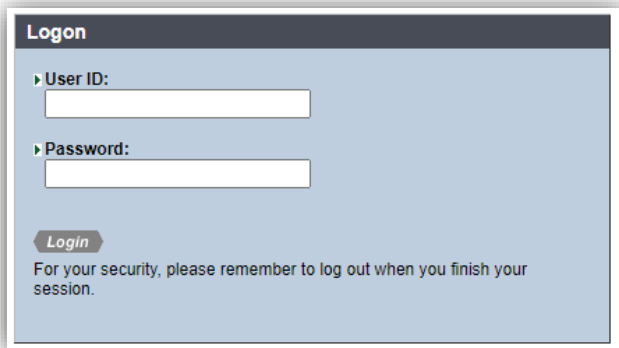 Logon
User ID:
Password:
Login
For your security, please remember to log out when you finish your
session.